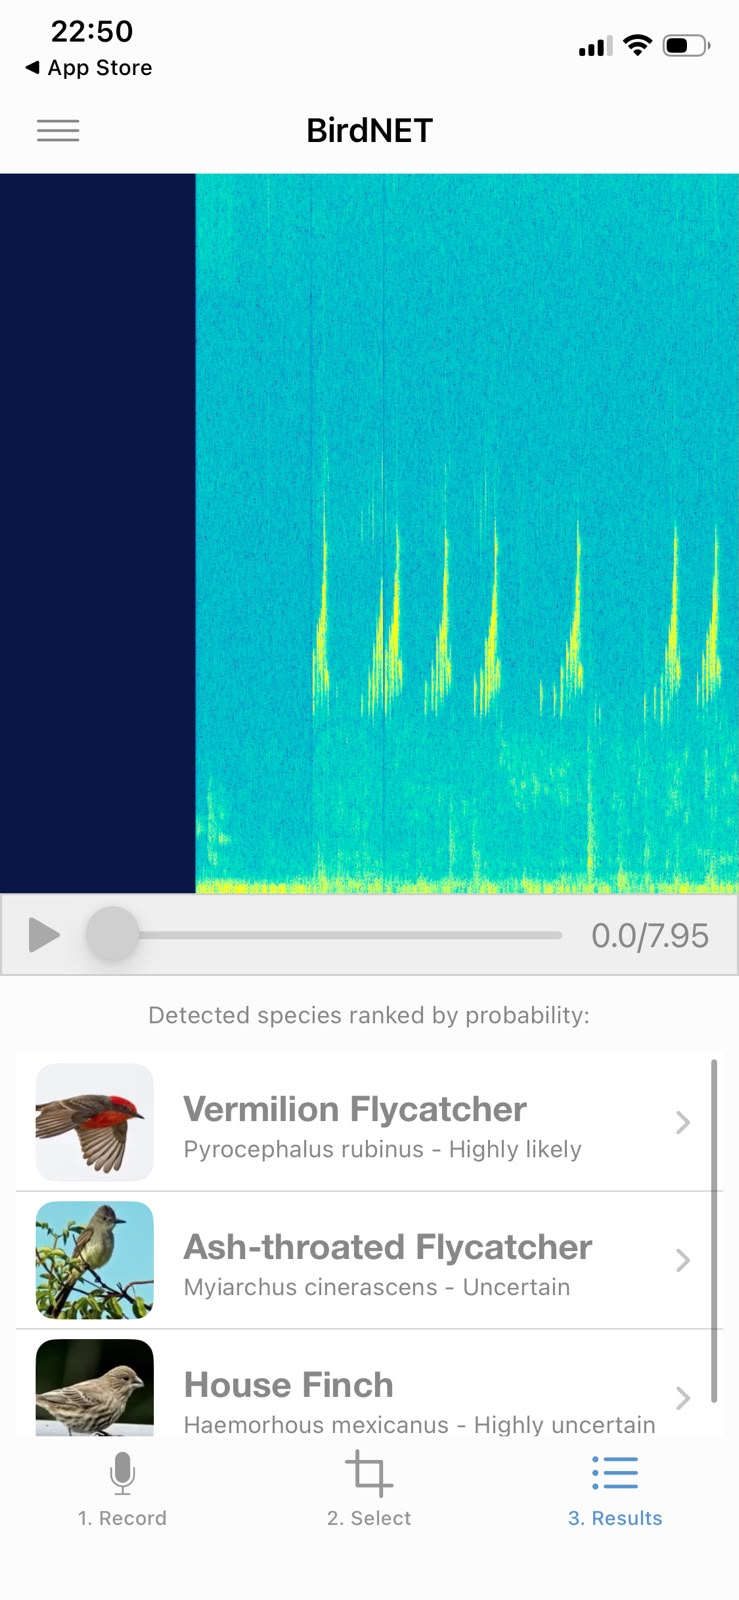 22:50
◀ App Store
BirdNET
0.0/7.95
Detected species ranked by probability:
Vermilion Flycatcher
Pyrocephalus rubinus - Highly likely
Ash-throated Flycatcher
Myiarchus cinerascens - Uncertain
House Finch
Haemorhous mexicanus - Highly uncertain
1. Record
2. Select
3. Results